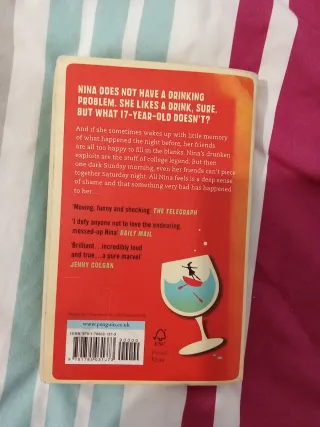 NINA DOES NOT HAVE A DRINKING
PROBLEM. SHE LIKES A DRINK, SURE.
BUT WHAT 17-YEAR-OLD DOESN'T?
And if she sometimes wakes up with little memory
of what happened the night before, her friends
are all too happy to fill in the blanks. Nina's drunken
exploits are the stuff of college legend. But then
one dark Sunday morning, even her friends can't piece
together Saturday night. All Nina feels is a deep sense
of shame and that something very bad has happened
to her...
'Moving, funny and shocking' THE TELEGRAPH
'I defy anyone not to love the endearing,
messed-up Nina' DAILY MAIL
'Brilliant... incredibly loud
and true... a pure marvel'
JENNY COLGAN
www.penguin.co.uk
FSC